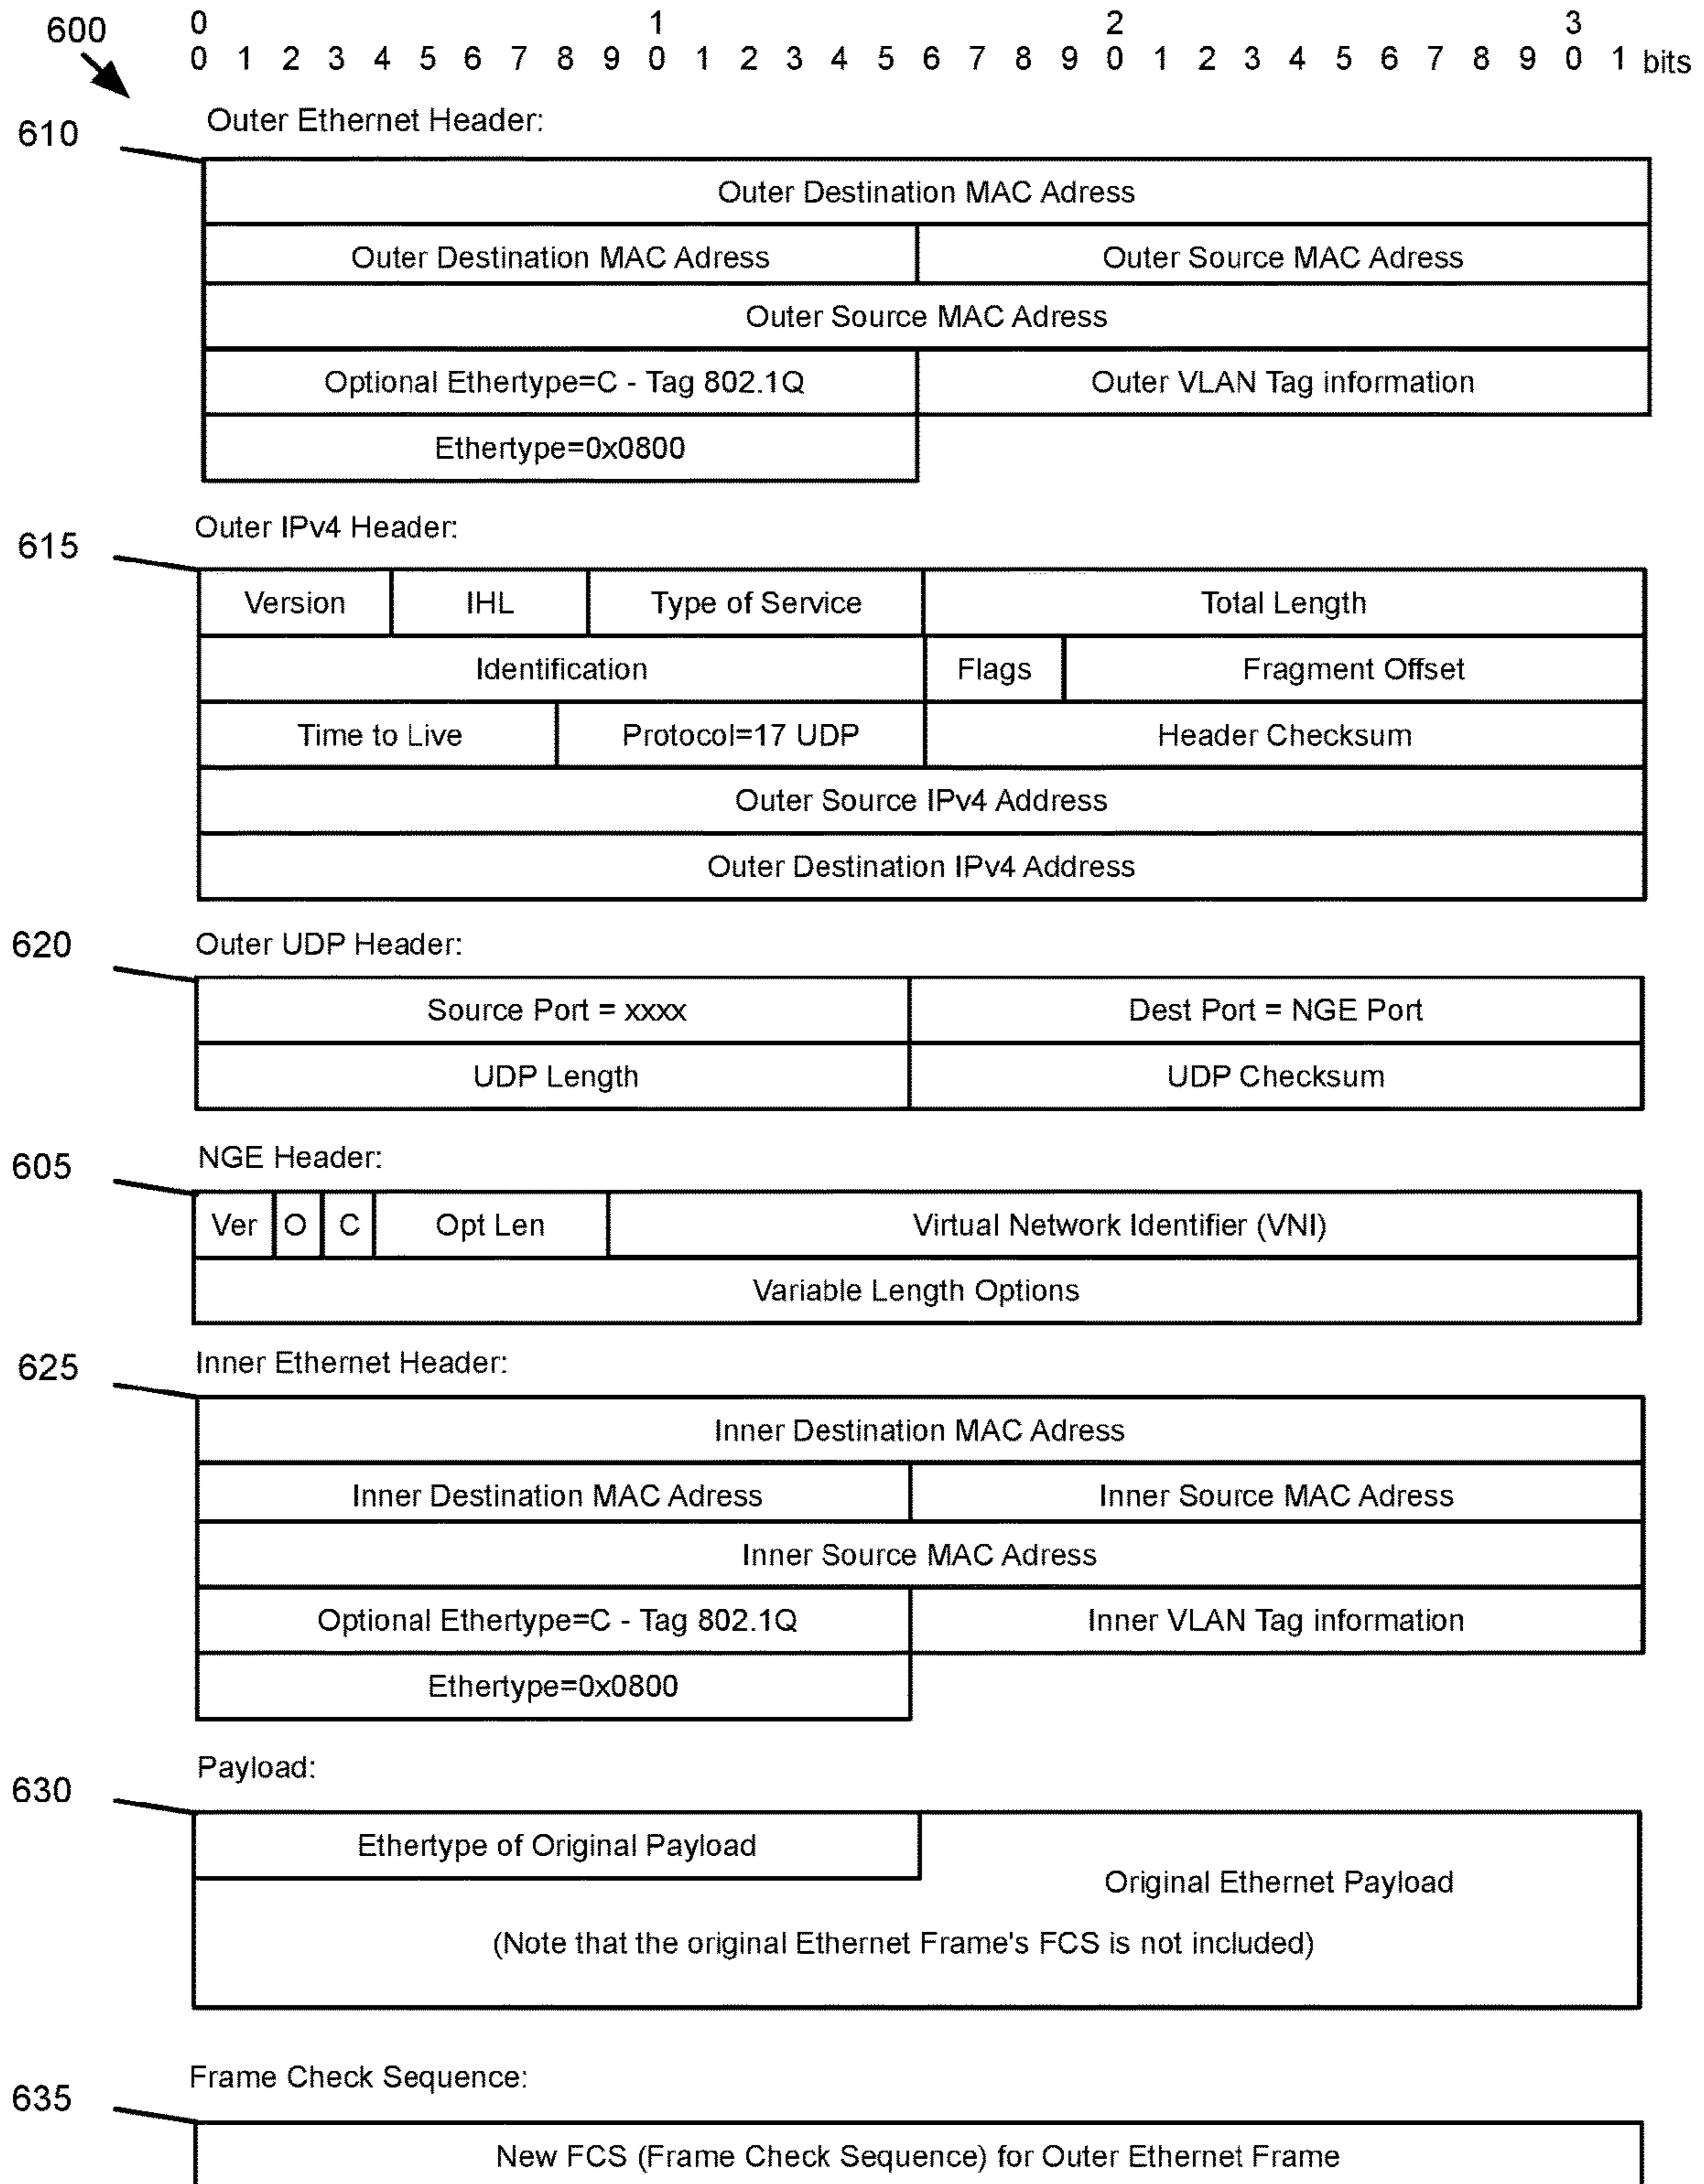 600
0 1 2 3
0 1 2 3 4 5 6 7 8 9 0 1 2 3 4 5 6 7 8 9 0 1 2 3 4 5 6 7 8 9 0 1 bits
610
Outer Ethernet Header:
Outer Destination MAC Adress
Outer Destination MAC Adress Outer Source MAC Adress
Outer Source MAC Adress
Optional Ethertype=C - Tag 802.1Q Outer VLAN Tag information
Ethertype=0x0800
615
Outer IPv4 Header:
Version IHL Type of Service Total Length
Identification Flags Fragment Offset
Time to Live Protocol=17 UDP Header Checksum
Outer Source IPv4 Address
Outer Destination IPv4 Address
620
Outer UDP Header:
Source Port = xxxx Dest Port = NGE Port
UDP Length UDP Checksum
605
NGE Header:
Ver O C Opt Len Virtual Network Identifier (VNI)
Variable Length Options
625
Inner Ethernet Header:
Inner Destination MAC Adress
Inner Destination MAC Adress Inner Source MAC Adress
Inner Source MAC Adress
Optional Ethertype=C - Tag 802.1Q Inner VLAN Tag information
Ethertype=0x0800
630
Payload:
Ethertype of Original Payload
Original Ethernet Payload
(Note that the original Ethernet Frame's FCS is not included)
635
Frame Check Sequence:
New FCS (Frame Check Sequence) for Outer Ethernet Frame